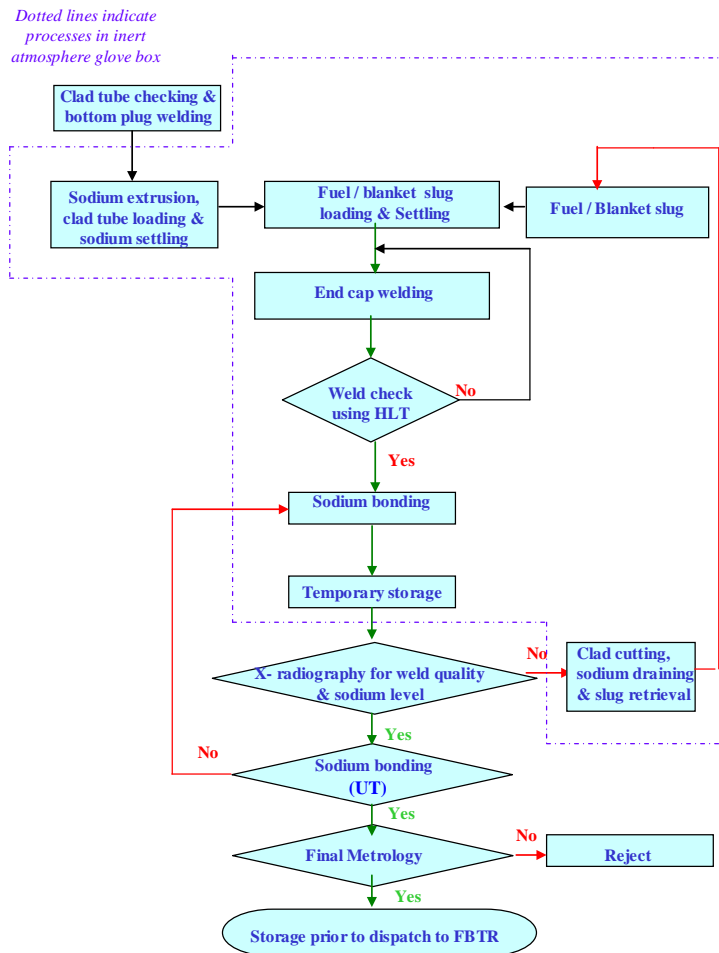 Dotted lines indicate
processes in inert
atmosphere glove box
Clad tube checking &
bottom plug welding
Sodium extrusion,
clad tube loading &
sodium settling
Fuel / blanket slug
loading & Settling
Fuel / Blanket slug
End cap welding
Weld check
using HLT
No
Yes
Sodium bonding
Temporary storage
X- radiography for weld quality
& sodium level
No
Clad cutting,
sodium draining
& slug retrieval
Yes
No
Sodium bonding
(UT)
Yes
Final Metrology
No
Reject
Yes
Storage prior to dispatch to FBTR